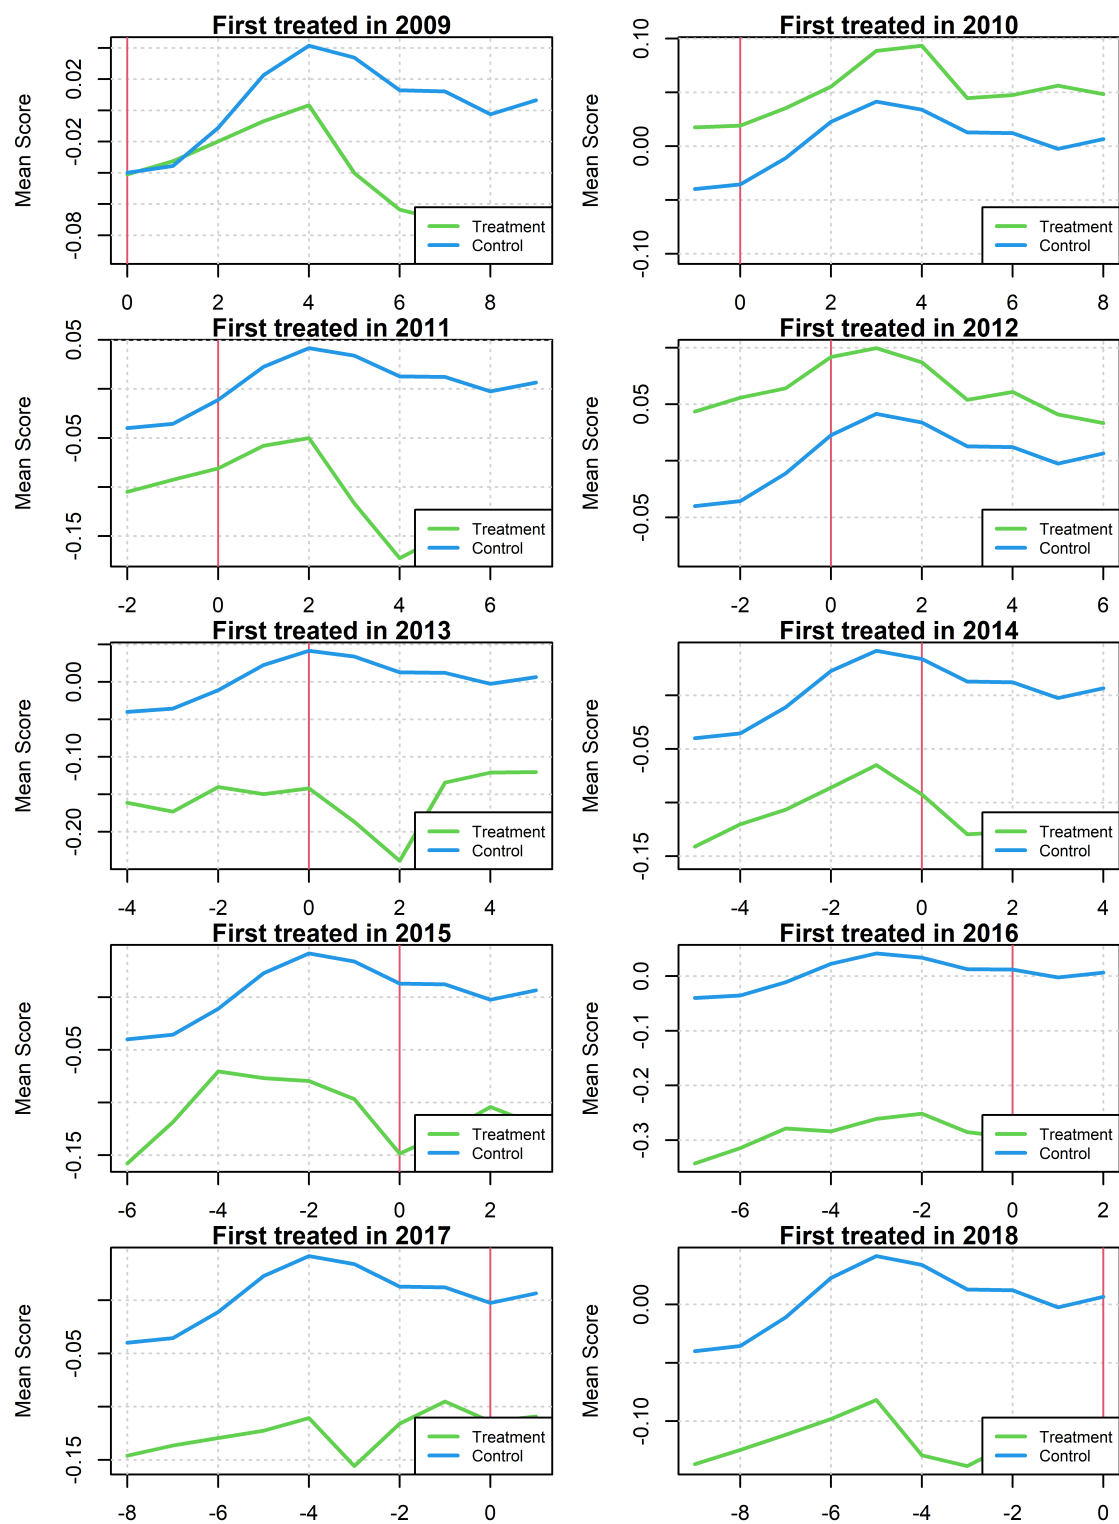 First treated in 2009
Mean Score
0.02
-0.02
-0.08
Treatment
Control
0 2 4 6 8
First treated in 2010
Mean Score
0.10
0.00
-0.10
Treatment
Control
0 2 4 6 8
First treated in 2011
Mean Score
0.05
-0.05
-0.15
Treatment
Control
-2 0 2 4 6
First treated in 2012
Mean Score
0.05
-0.05
Treatment
Control
-2 0 2 4 6
First treated in 2013
Mean Score
0.00
-0.10
-0.20
Treatment
Control
-4 -2 0 2 4
First treated in 2014
Mean Score
-0.05
-0.15
Treatment
Control
-4 -2 0 2 4
First treated in 2015
Mean Score
-0.05
-0.15
Treatment
Control
-6 -4 -2 0 2
First treated in 2016
Mean Score
0.0
-0.1
-0.2
-0.3
Treatment
Control
-6 -4 -2 0 2
First treated in 2017
Mean Score
-0.05
-0.15
Treatment
Control
-8 -6 -4 -2 0
First treated in 2018
Mean Score
0.00
-0.10
Treatment
Control
-8 -6 -4 -2 0